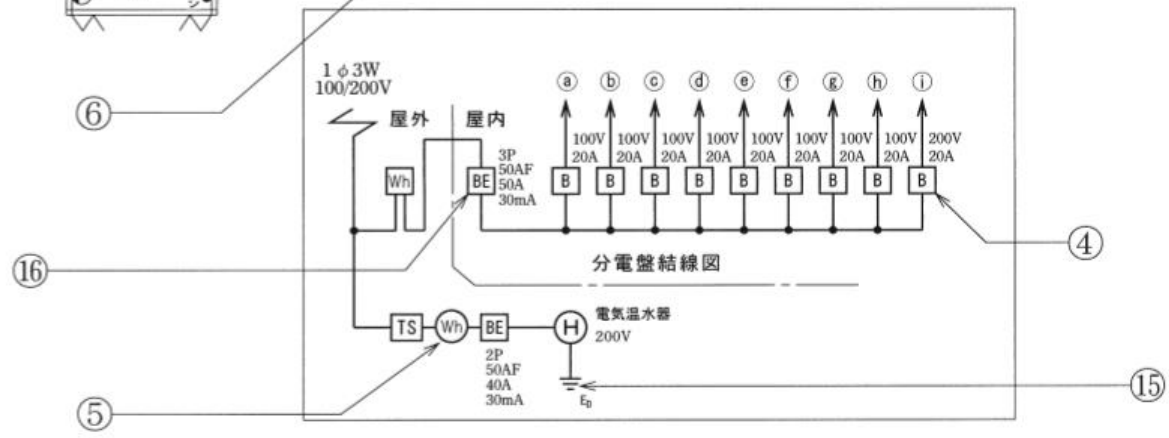 ⑥
1φ3W
100/200V
屋外
屋内
ⓐ
ⓑ
ⓒ
ⓓ
ⓔ
ⓕ
ⓖ
ⓗ
ⓘ
Wh
BE
3P
50AF
50A
30mA
100V
20A
B
100V
20A
B
100V
20A
B
100V
20A
B
100V
20A
B
100V
20A
B
100V
20A
B
100V
20A
B
200V
20A
B
④
⑯
分電盤結線図
TS
Wh
BE
H
電気温水器
200V
2P
50AF
40A
30mA
E_D
⑮
⑤